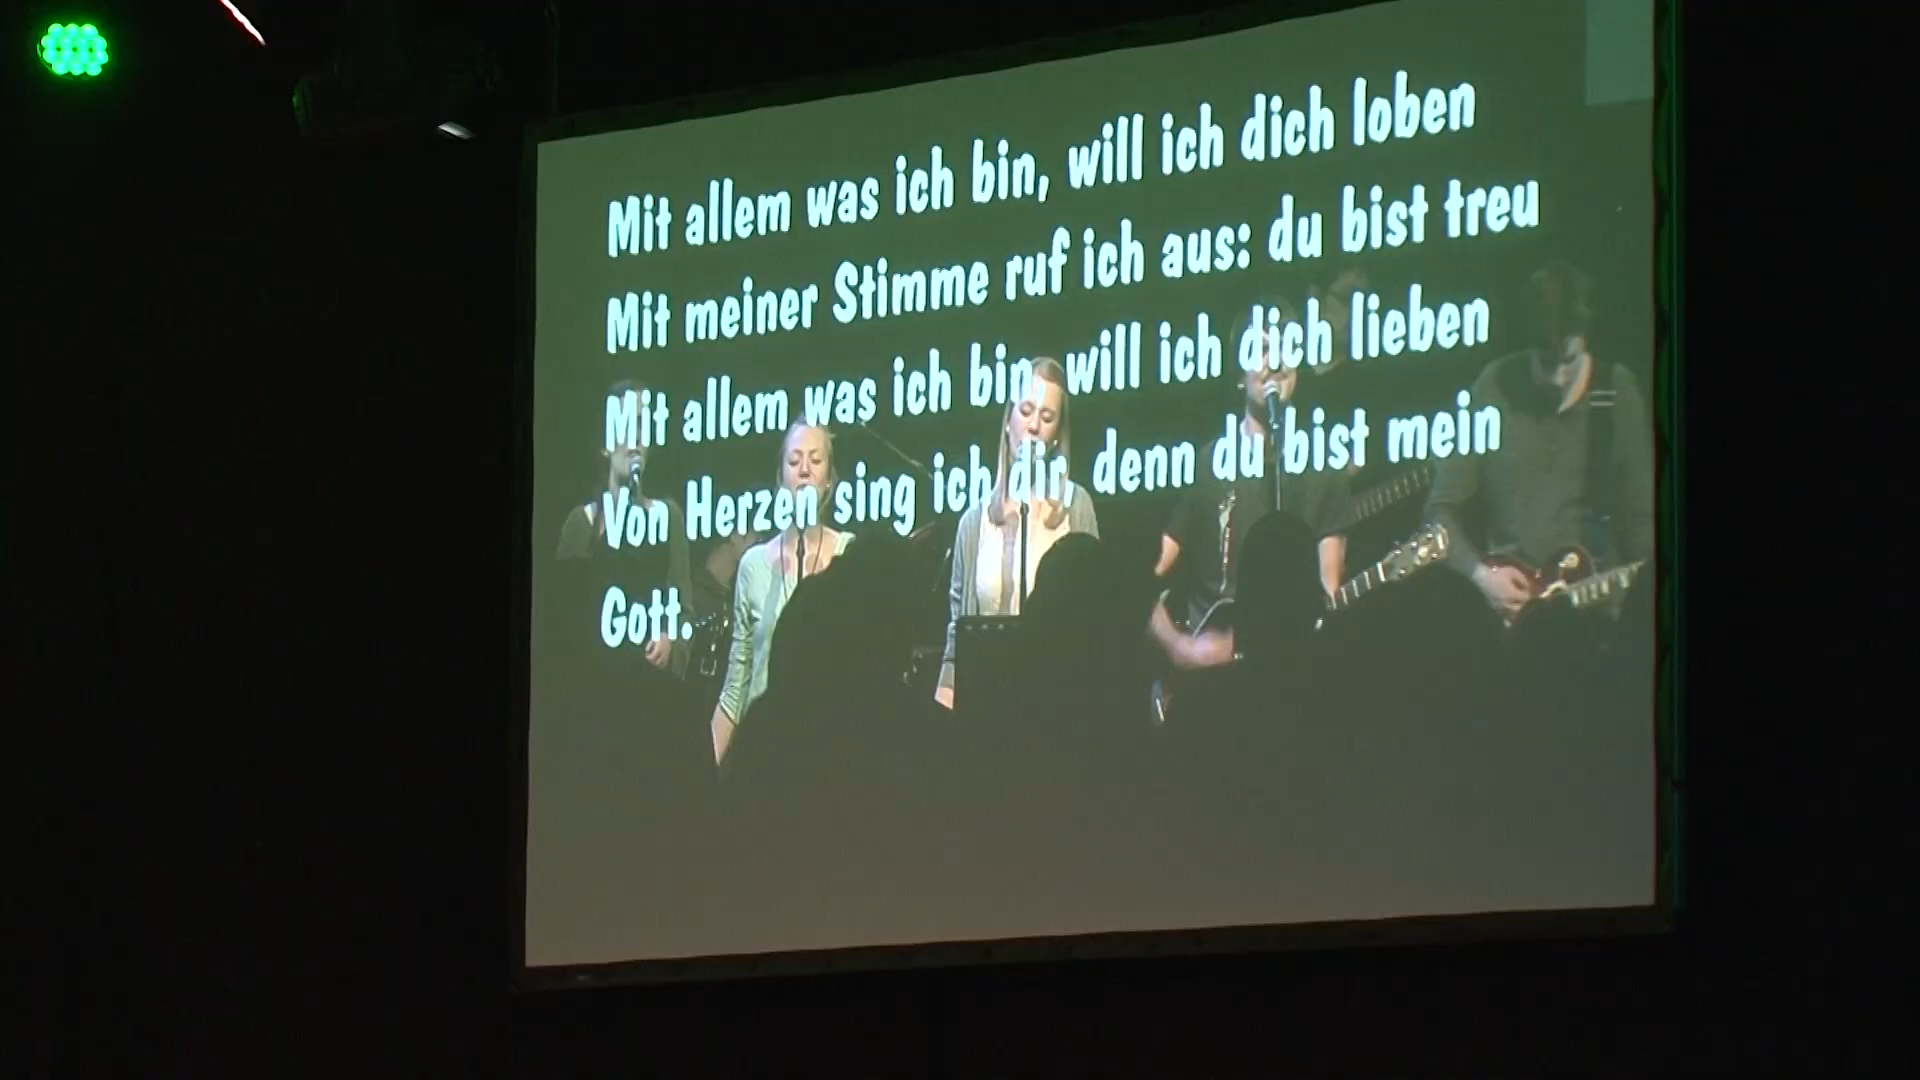 Mit allem was ich bin, will ich dich loben
Mit meiner Stimme ruf ich aus: du bist treu
Mit allem was ich bin, will ich dich lieben
Von Herzen sing ich dir, denn du bist mein
Gott.